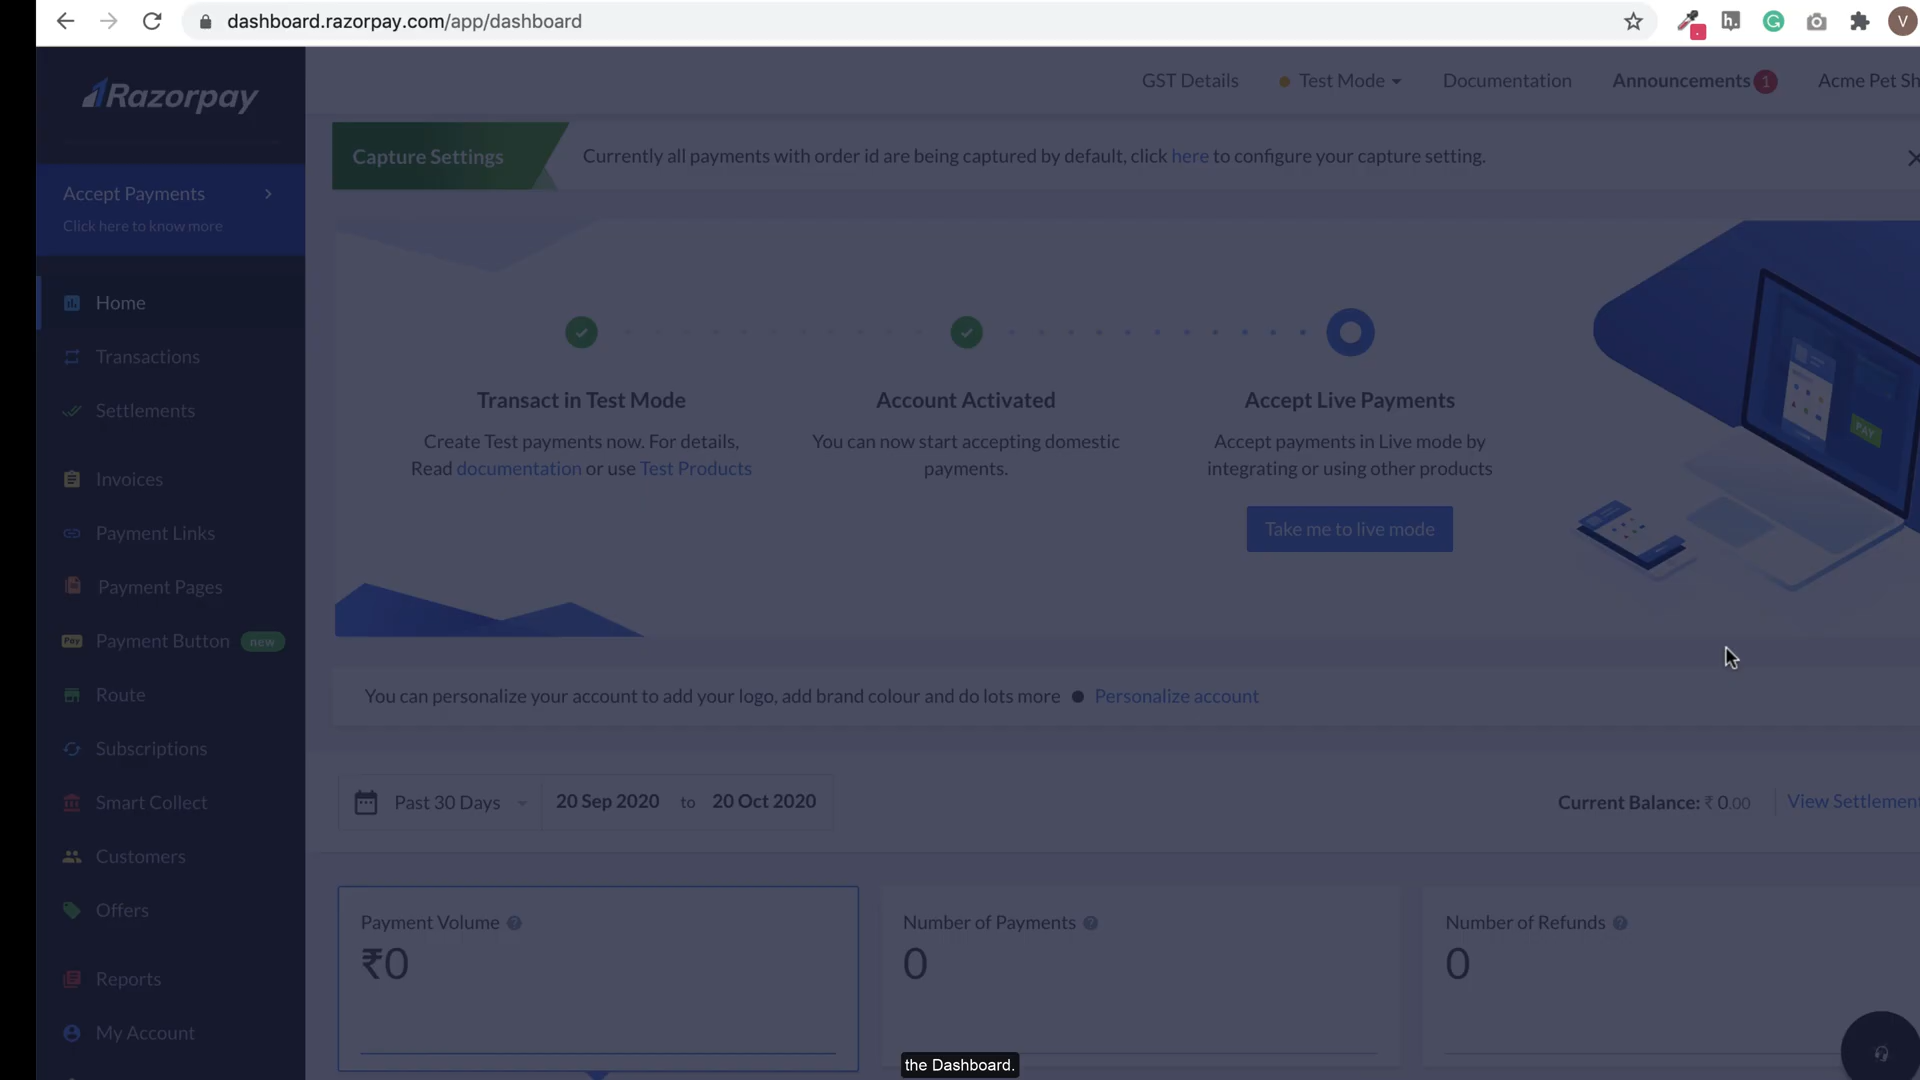 dashboard.razorpay.com/app/dashboard
h.
V
Razorpay
GST Details
Test Mode
Documentation
Announcements 1
Acme Pet Sh
Accept Payments
Click here to know more
Capture Settings
Currently all payments with order id are being captured by default, click here to configure your capture setting.
Home
Transactions
Settlements
Invoices
Payment Links
Payment Pages
Pay
Payment Button new
Route
Subscriptions
Smart Collect
Customers
Offers
Reports
My Account
Transact in Test Mode
Create Test payments now. For details,
Read documentation or use Test Products
Account Activated
You can now start accepting domestic
payments.
Accept Live Payments
Accept payments in Live mode by
integrating or using other products
Take me to live mode
PAY
You can personalize your account to add your logo, add brand colour and do lots more ● Personalize account
Past 30 Days
20 Sep 2020 to 20 Oct 2020
Current Balance: ₹ 0.00
View Settlement
Payment Volume ?
₹0
Number of Payments ?
0
Number of Refunds ?
0
the Dashboard.